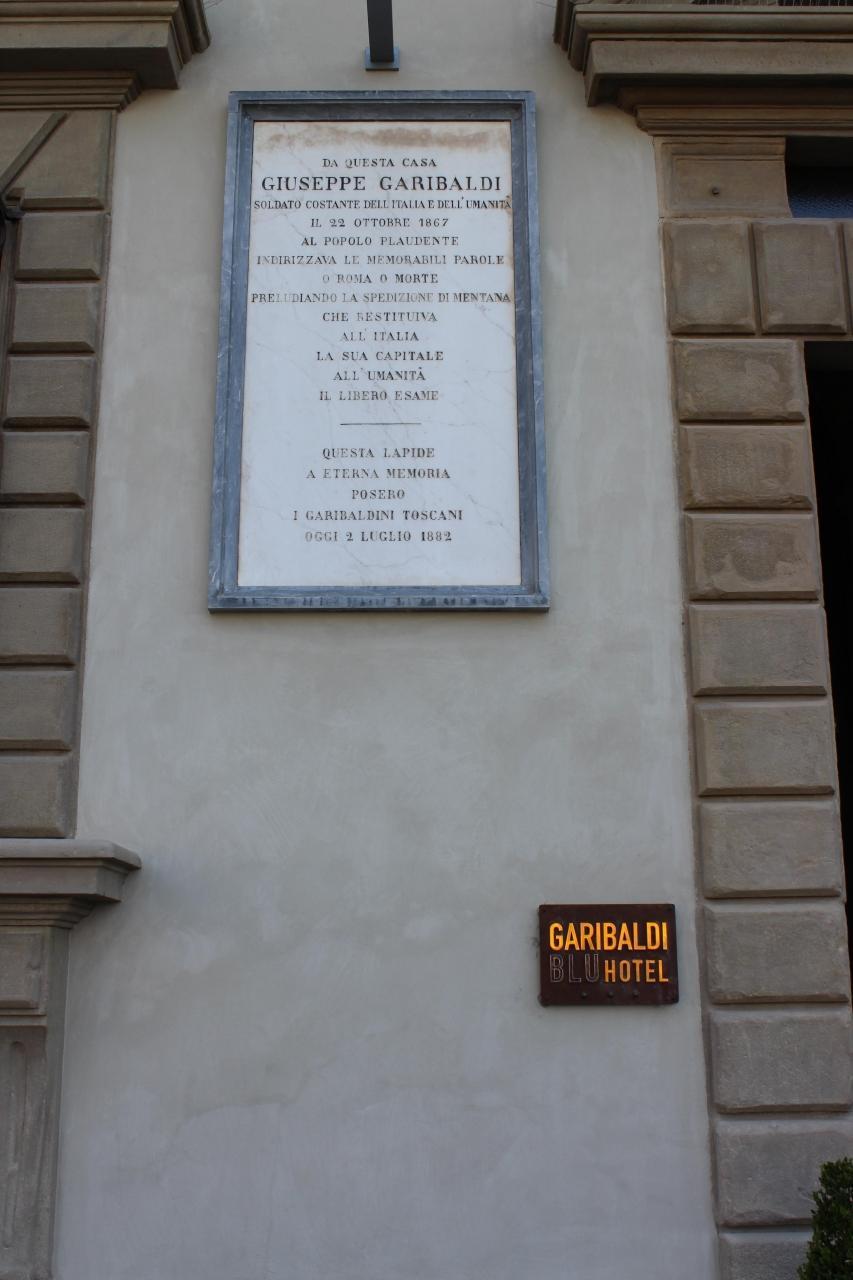 DA QUESTA CASA
GIUSEPPE GARIBALDI
SOLDATO COSTANTE DELL'ITALIA E DELL'UMANITÀ
IL 22 OTTOBRE 1867
AL POPOLO PLAUDENTE
INDIRIZZAVA LE MEMORABILI PAROLE
O ROMA O MORTE
PRELUDIANDO LA SPEDIZIONE DI MENTANA
CHE RESTITUIVA
ALL'ITALIA
LA SUA CAPITALE
ALL'UMANITÀ
IL LIBERO ESAME
QUESTA LAPIDE
A ETERNA MEMORIA
POSERO
I GARIBALDINI TOSCANI
OGGI 2 LUGLIO 1882
GARIBALDI
BLU HOTEL